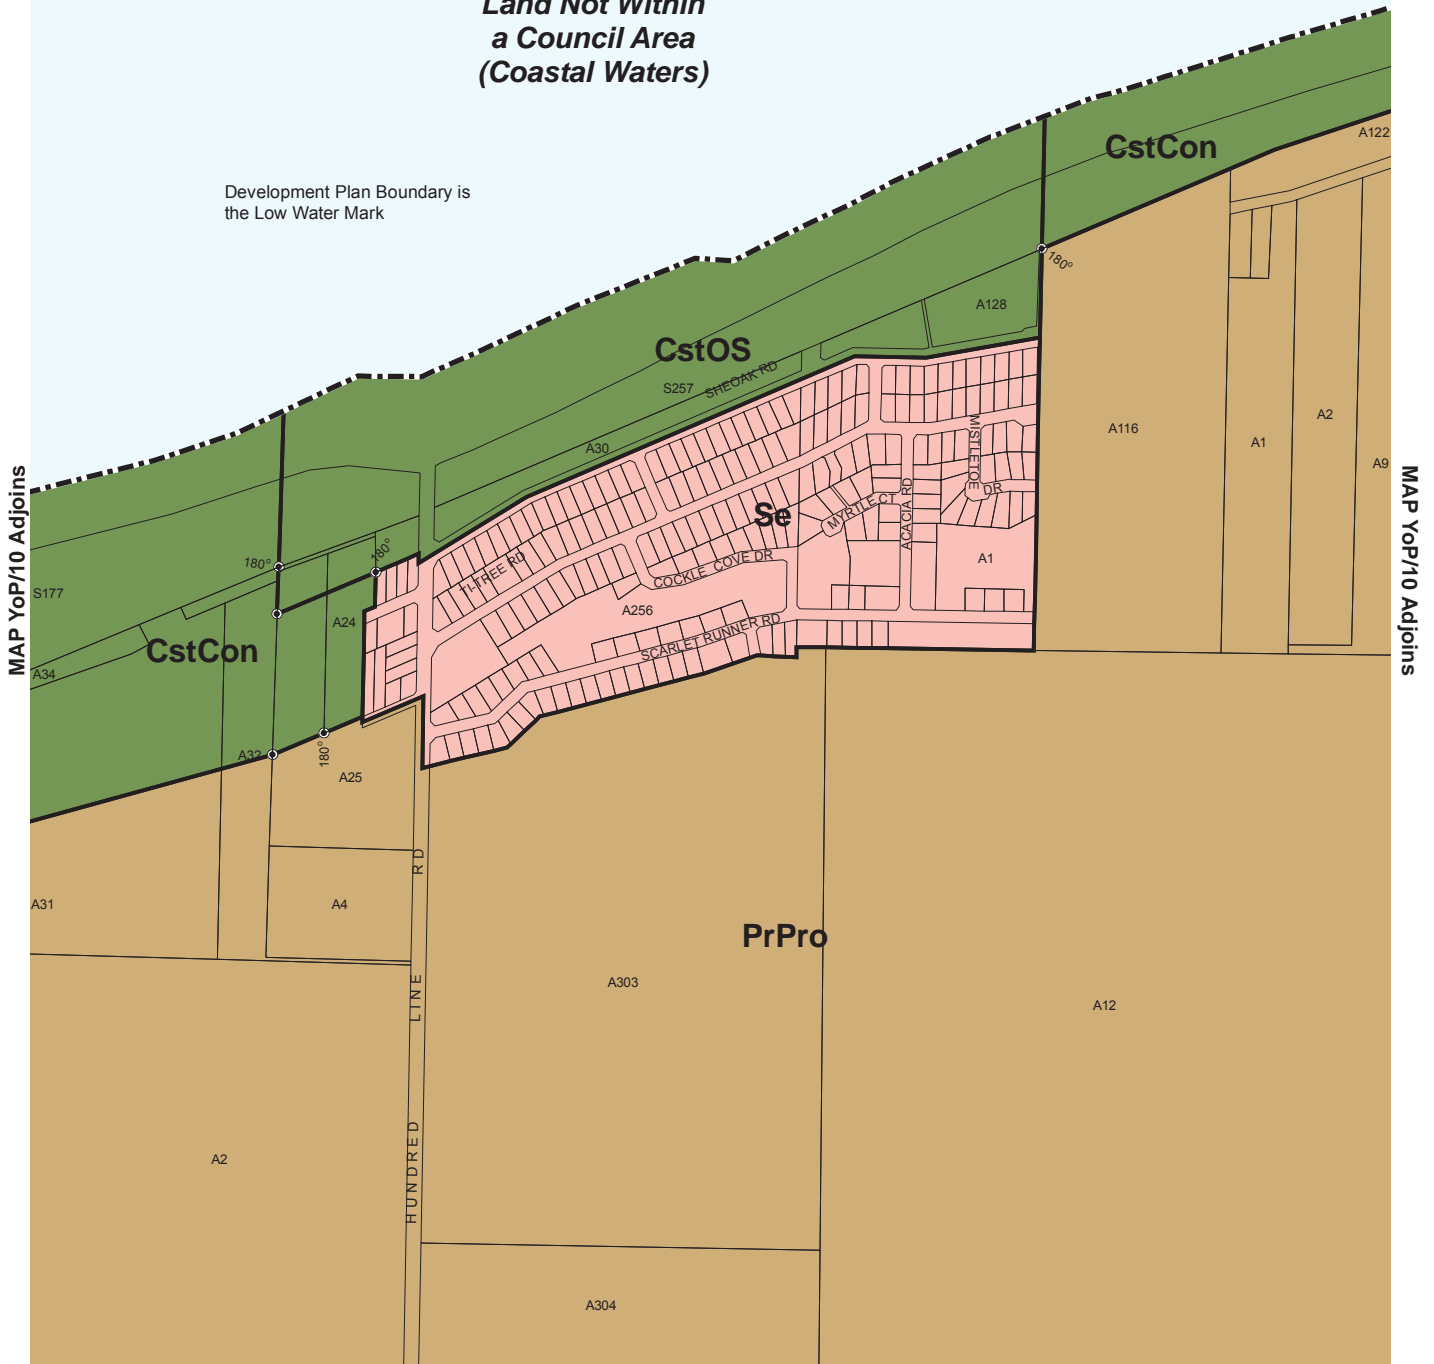 Land Not Within
a Council Area
(Coastal Waters)
CstCon
A122
Development Plan Boundary is
the Low Water Mark
180°
A128
CstOS
SHEOAK RD
S257
A30
A116
A1
A2
A9
MAP YoP/10 Adjoins
MAP YoP/10 Adjoins
MISTLETOE
DR
Se
MYRTLE CT
ACACIA RD
A1
180°
180°
TI-TREE RD
COCKLE COVE DR
A256
SCARLET RUNNER RD
S177
A24
CstCon
A34
A32
180°
A25
A31
A4
HUNDRED LINE RD
PrPro
A303
A12
A2
A304